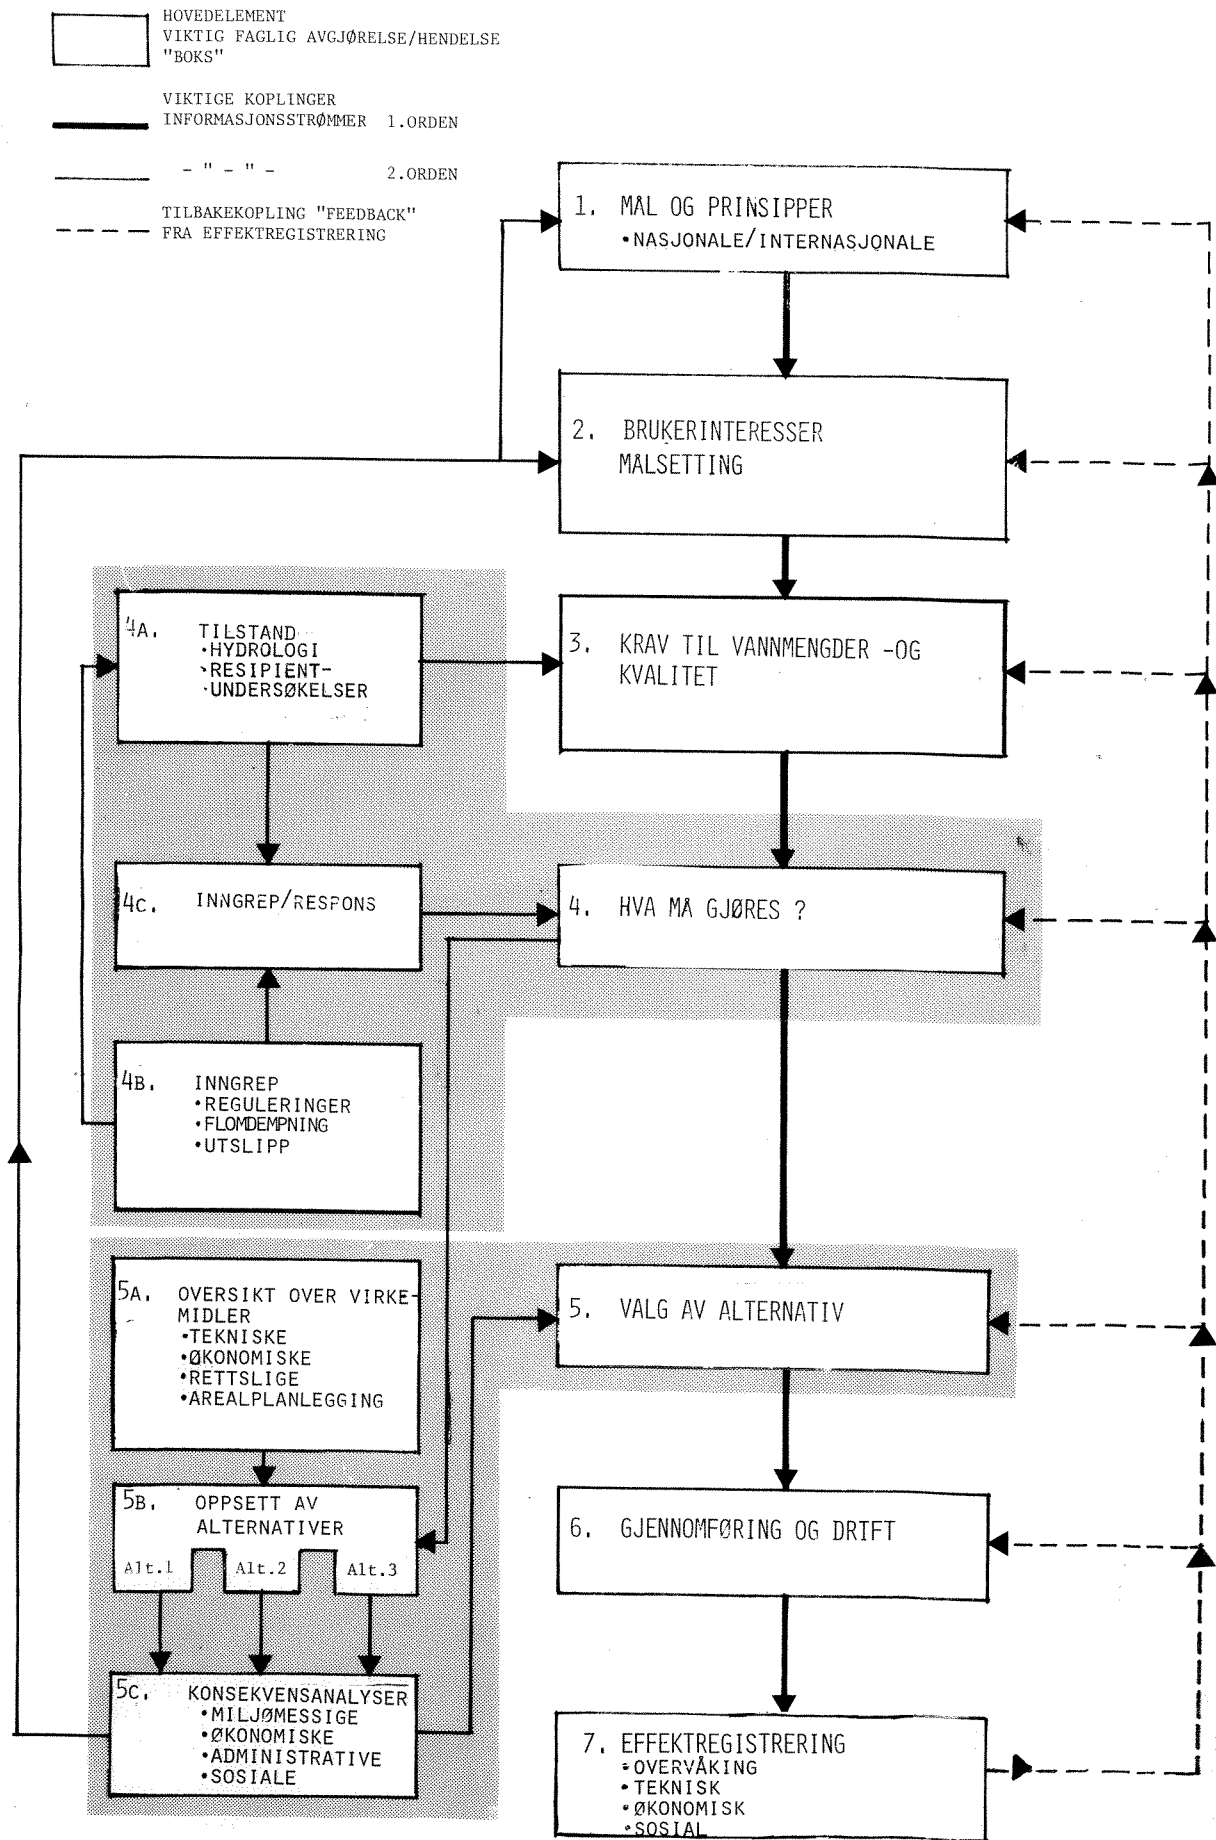 HOVEDELEMENT
VIKTIG FAGLIG AVGJØRELSE/HENDELSE
"BOKS"
VIKTIGE KOPLINGER
INFORMASJONSSTRØMMER 1.ORDEN
- " - " - 2.ORDEN
TILBAKEKOPLING "FEEDBACK"
FRA EFFEKTREGISTRERING
1. MÅL OG PRINSIPPER
•NASJONALE/INTERNASJONALE
2. BRUKERINTERESSER
MÅLSETTING
3. KRAV TIL VANNMENGDER -OG
KVALITET
4A. TILSTAND
•HYDROLOGI
•RESIPIENT-
•UNDERSØKELSER
4C. INNGREP/RESPONS
4. HVA MÅ GJØRES ?
4B. INNGREP
•REGULERINGER
•FLOMDEMPNING
•UTSLIPP
5A. OVERSIKT OVER VIRKE-
MIDLER
•TEKNISKE
•ØKONOMISKE
•RETTSLIGE
•AREALPLANLEGGING
5. VALG AV ALTERNATIV
5B. OPPSETT AV
ALTERNATIVER
Alt.1 Alt.2 Alt.3
6. GJENNOMFØRING OG DRIFT
5C. KONSEKVENSANALYSER
•MILJØMESSIGE
•ØKONOMISKE
•ADMINISTRATIVE
•SOSIALE
7. EFFEKTREGISTRERING
•OVERVÅKING
•TEKNISK
•ØKONOMISK
•SOSIAL